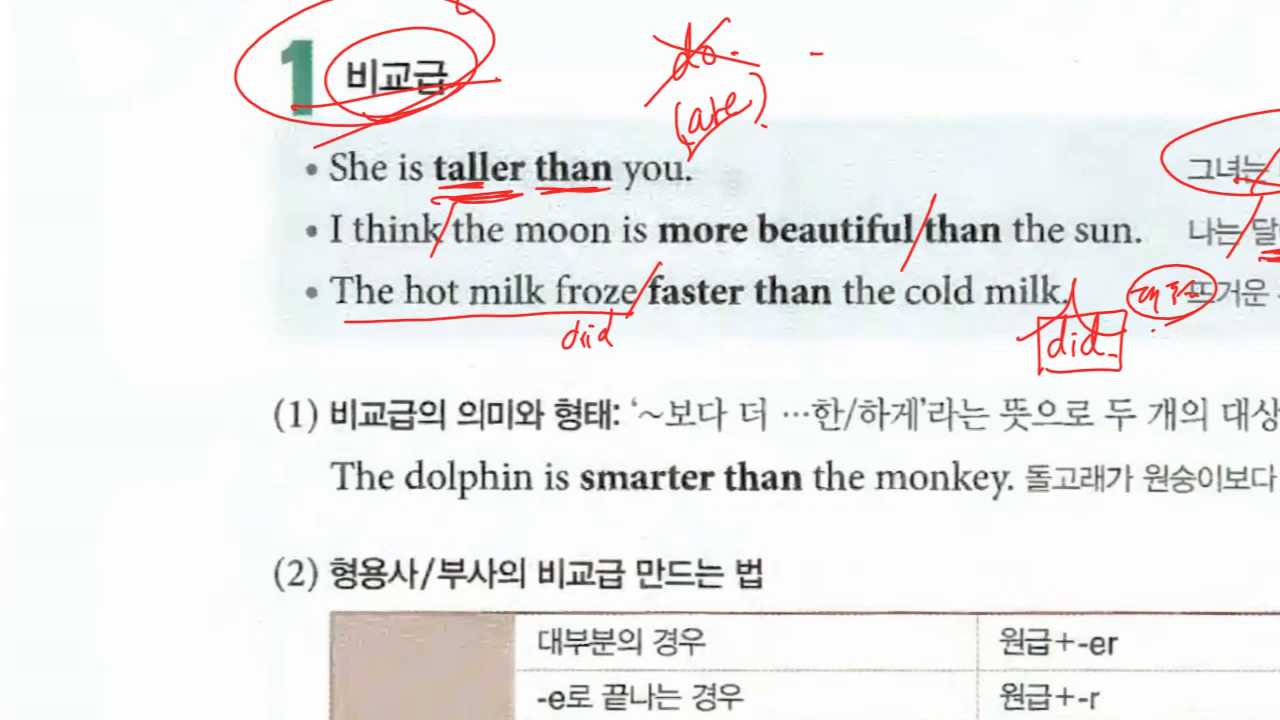 1 비교급
do.
(are)
• She is taller than you. 그녀는
• I think the moon is more beautiful than the sun. 나는 달
• The hot milk froze faster than the cold milk. 뜨거운
did
did
(1) 비교급의 의미와 형태: ‘~보다 더 …한/하게’라는 뜻으로 두 개의 대상
The dolphin is smarter than the monkey. 돌고래가 원숭이보다
(2) 형용사/부사의 비교급 만드는 법
대부분의 경우 원급+-er
-e로 끝나는 경우 원급+-r